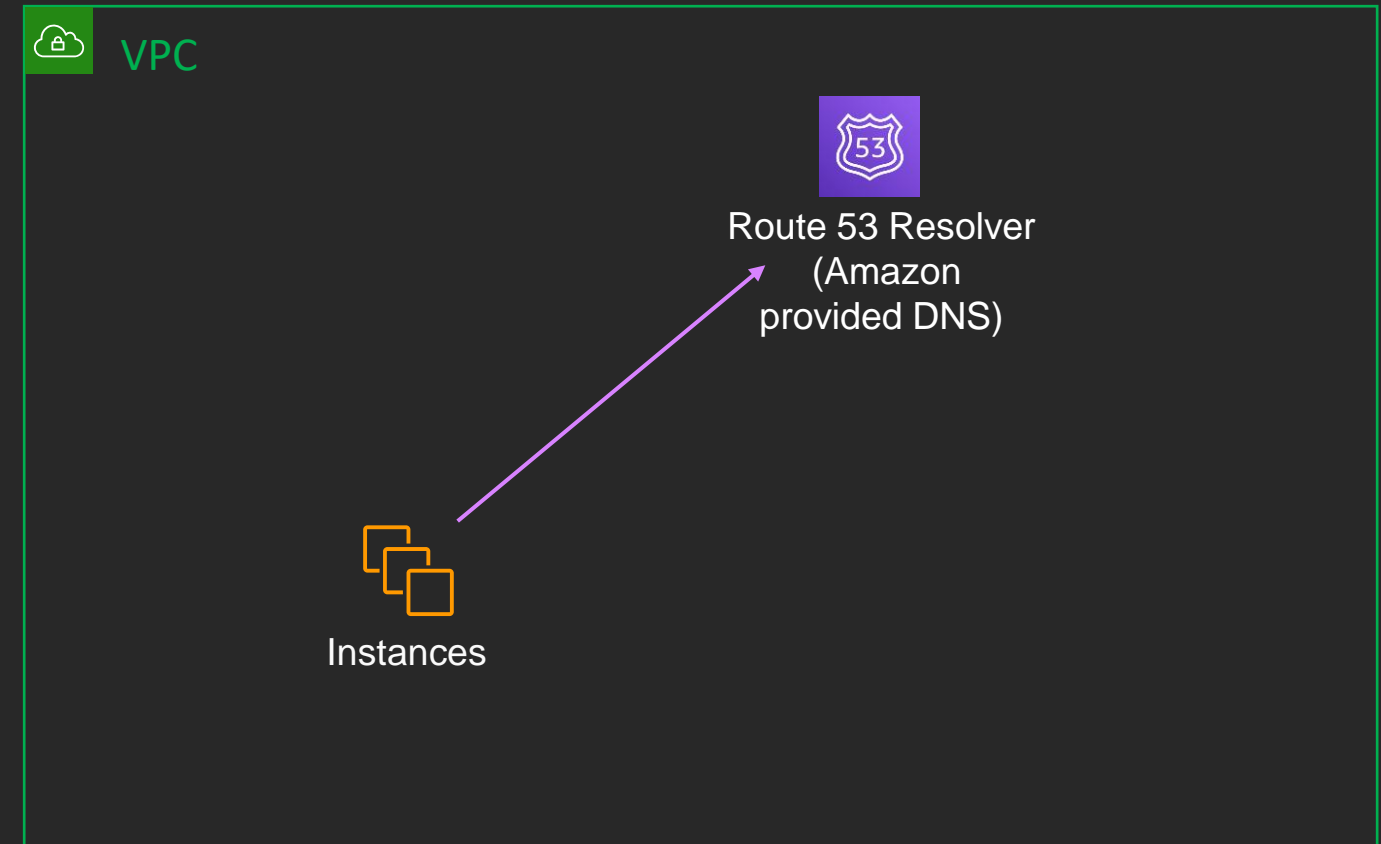 VPC
53
Route 53 Resolver
(Amazon
provided DNS)
Instances